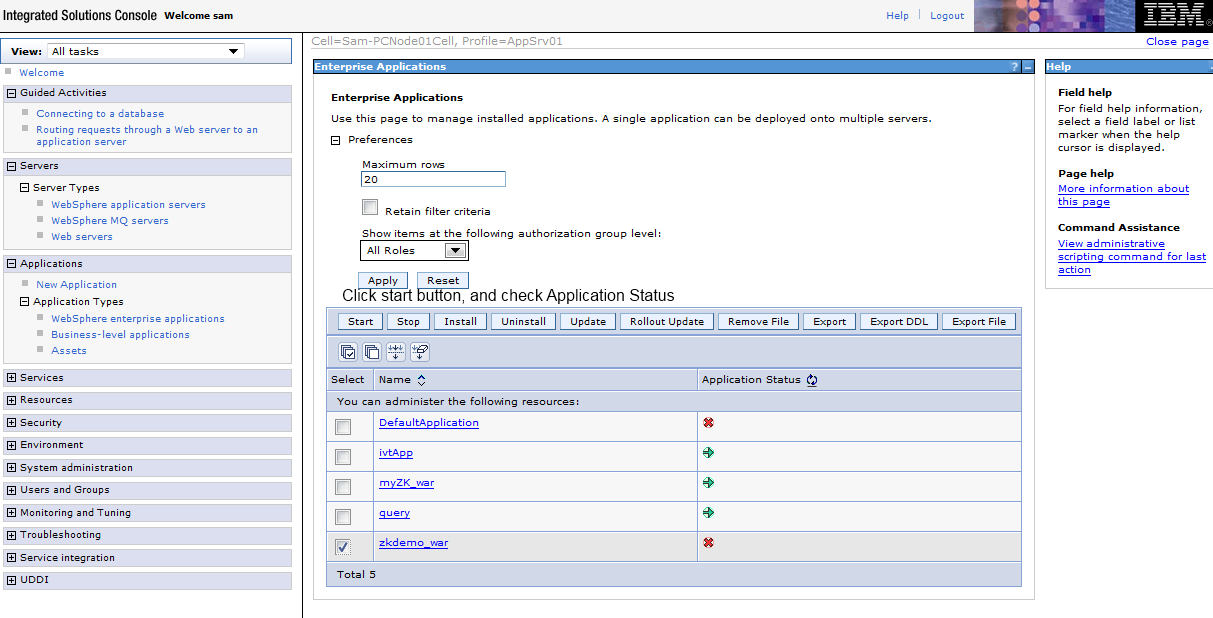 Integrated Solutions Console Welcome sam
Help Logout
IBM®
View: All tasks
Cell=Sam-PCNode01Cell, Profile=AppSrv01
Close page
Welcome
Guided Activities
Connecting to a database
Routing requests through a Web server to an
application server
Servers
Server Types
WebSphere application servers
WebSphere MQ servers
Web servers
Applications
New Application
Application Types
WebSphere enterprise applications
Business-level applications
Assets
Services
Resources
Security
Environment
System administration
Users and Groups
Monitoring and Tuning
Troubleshooting
Service integration
UDDI
Enterprise Applications ? –
Enterprise Applications
Use this page to manage installed applications. A single application can be deployed onto multiple servers.
Preferences
Maximum rows
20
Retain filter criteria
Show items at the following authorization group level:
All Roles
Apply Reset
Click start button, and check Application Status
Start Stop Install Uninstall Update Rollout Update Remove File Export Export DDL Export File
Select Name Application Status
You can administer the following resources:
DefaultApplication
ivtApp
myZK_war
query
zkdemo_war
Total 5
Help
Field help
For field help information,
select a field label or list
marker when the help
cursor is displayed.
Page help
More information about
this page
Command Assistance
View administrative
scripting command for last
action